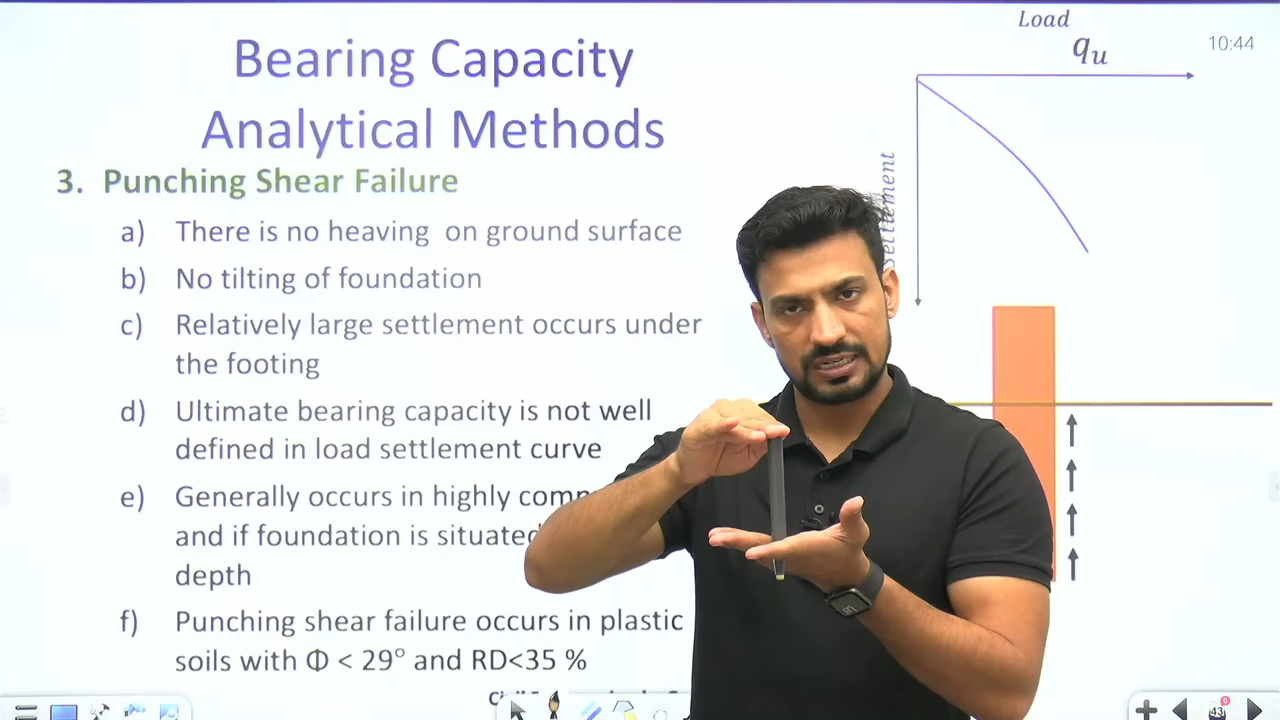 Load
q_u
10:44
Bearing Capacity
Analytical Methods
3. Punching Shear Failure
a) There is no heaving on ground surface
b) No tilting of foundation
c) Relatively large settlement occurs under
the footing
d) Ultimate bearing capacity is not well
defined in load settlement curve
e) Generally occurs in highly
and if foundation is situated
depth
f) Punching shear failure occurs in plastic
soils with Φ < 29° and RD<35 %
Settlement
43